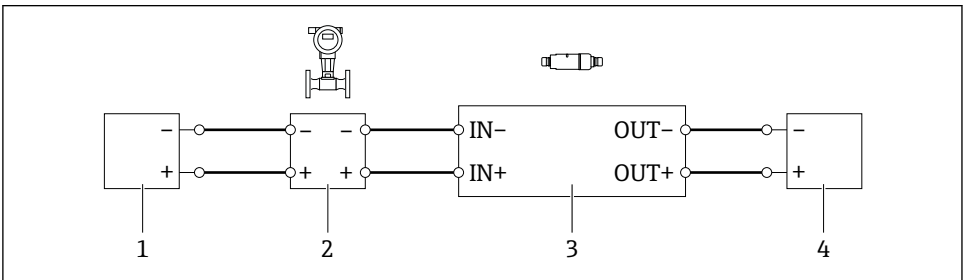 − − − IN− OUT− −
+ + + IN+ OUT+ +
1 2 3 4